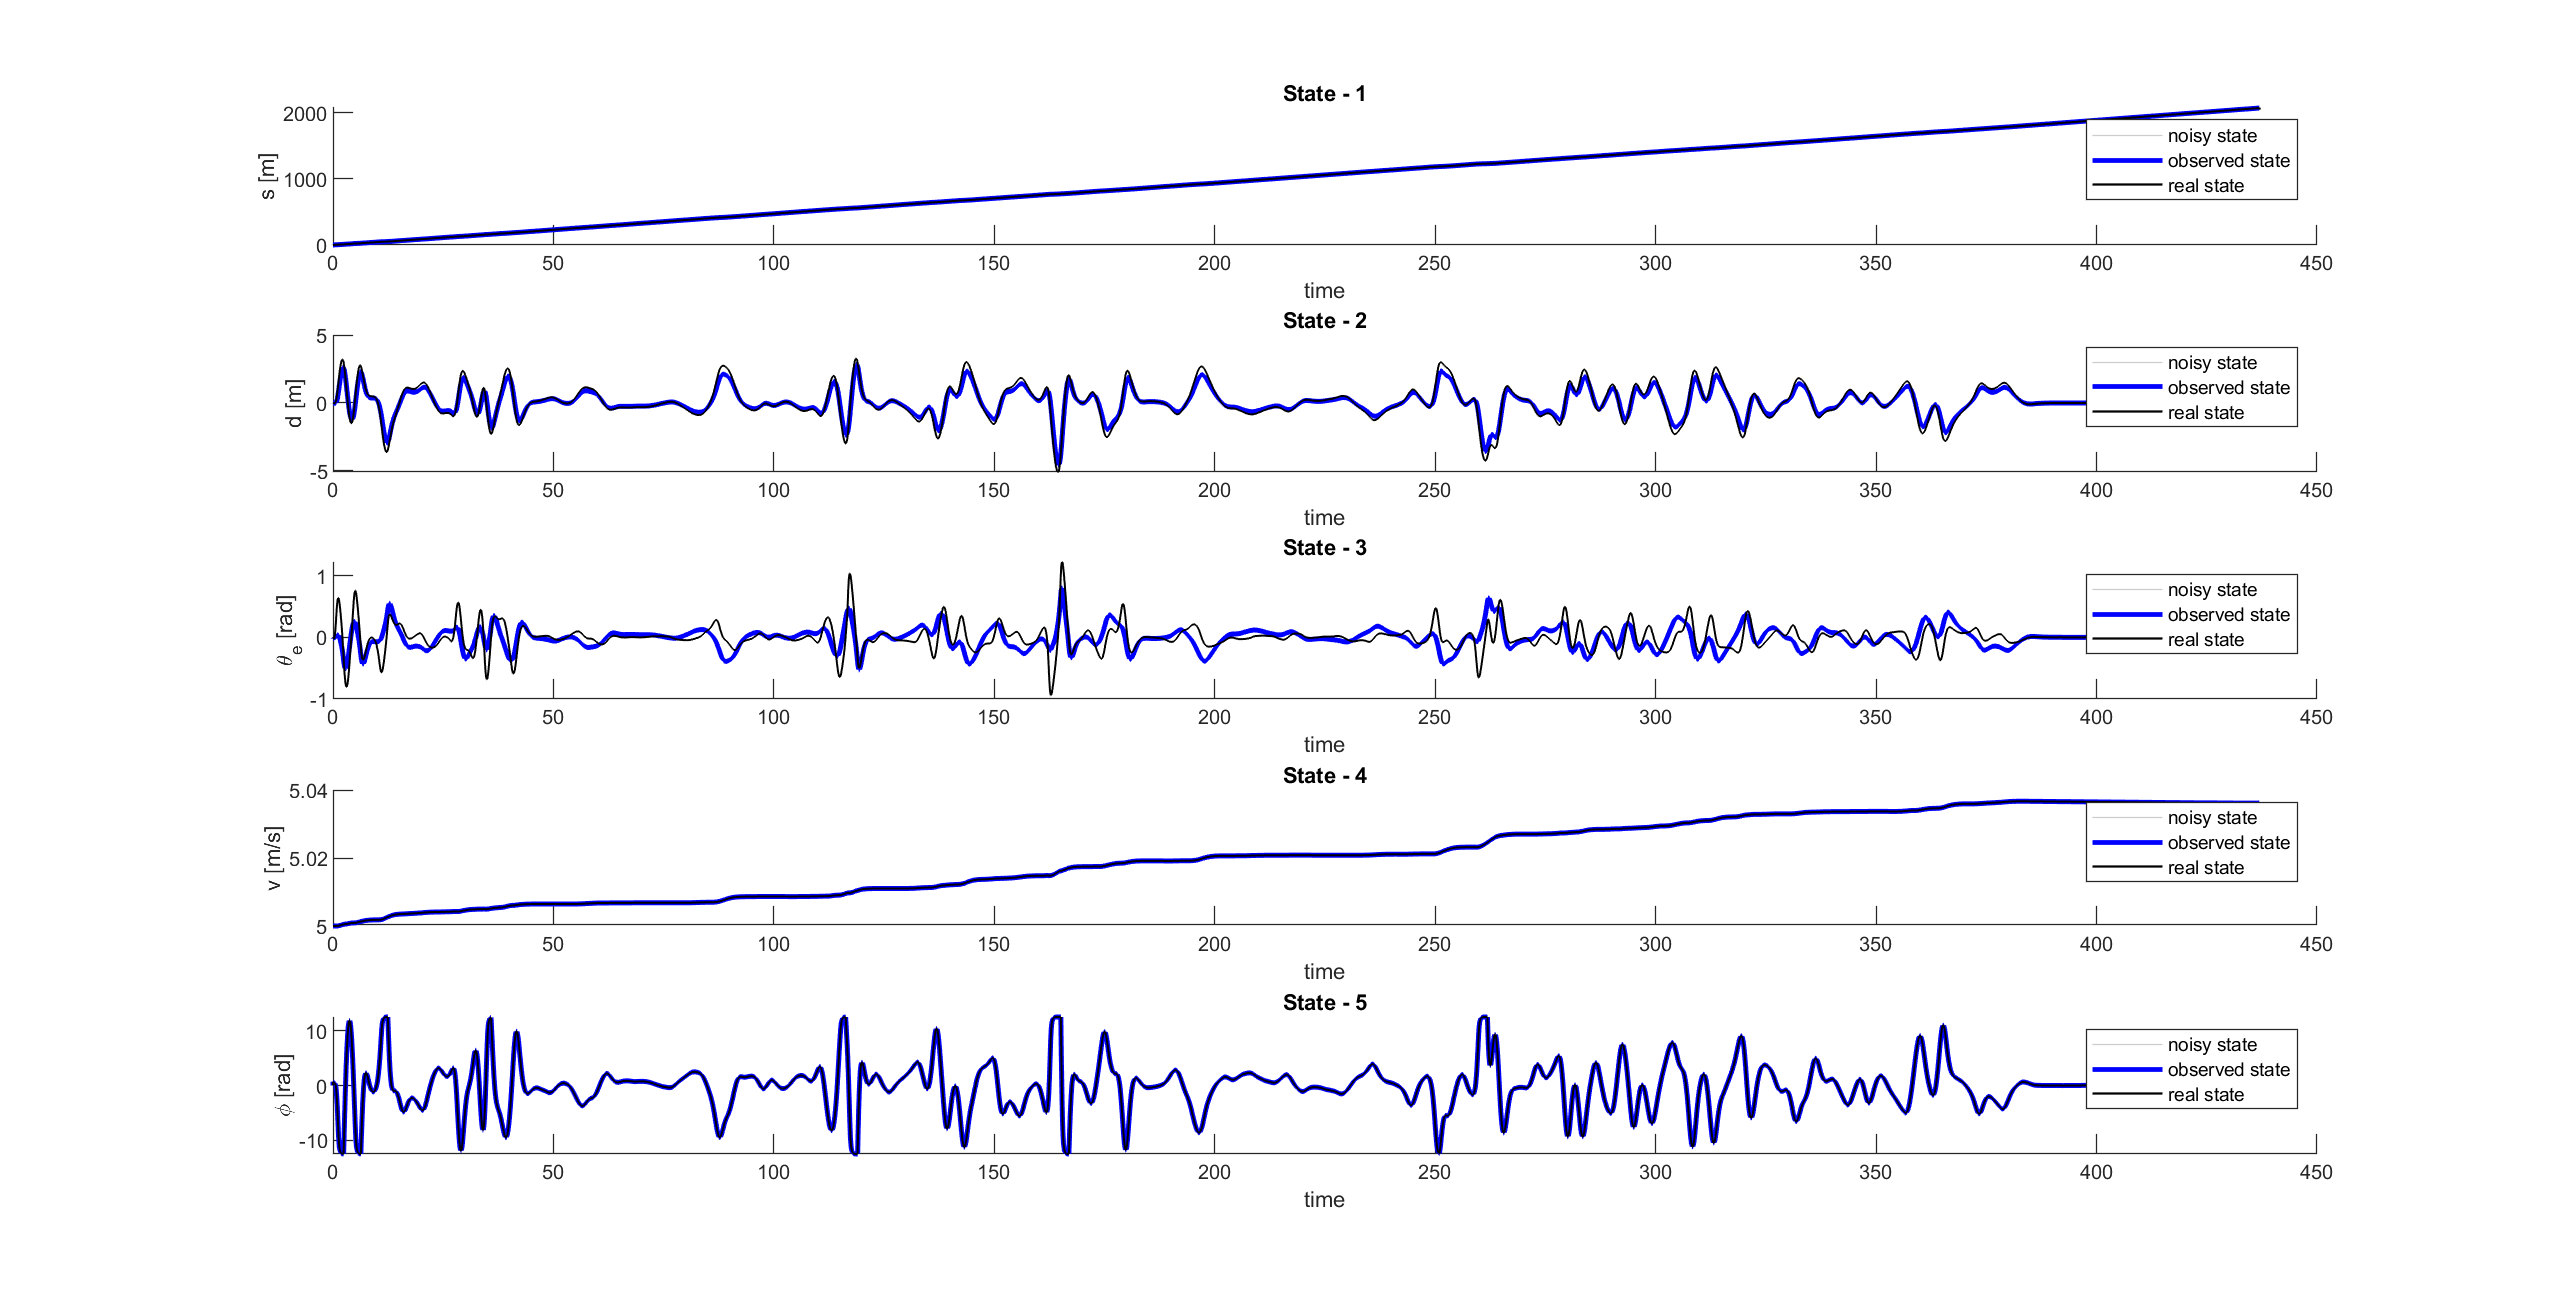 State - 1
2000
1000
0
s [m]
0 50 100 150 200 250 300 350 400 450
time
noisy state
observed state
real state
State - 2
5
0
-5
d [m]
0 50 100 150 200 250 300 350 400 450
time
noisy state
observed state
real state
State - 3
1
0
-1
θe [rad]
0 50 100 150 200 250 300 350 400 450
time
noisy state
observed state
real state
State - 4
5.04
5.02
5
v [m/s]
0 50 100 150 200 250 300 350 400 450
time
noisy state
observed state
real state
State - 5
10
0
-10
ϕ [rad]
0 50 100 150 200 250 300 350 400 450
time
noisy state
observed state
real state